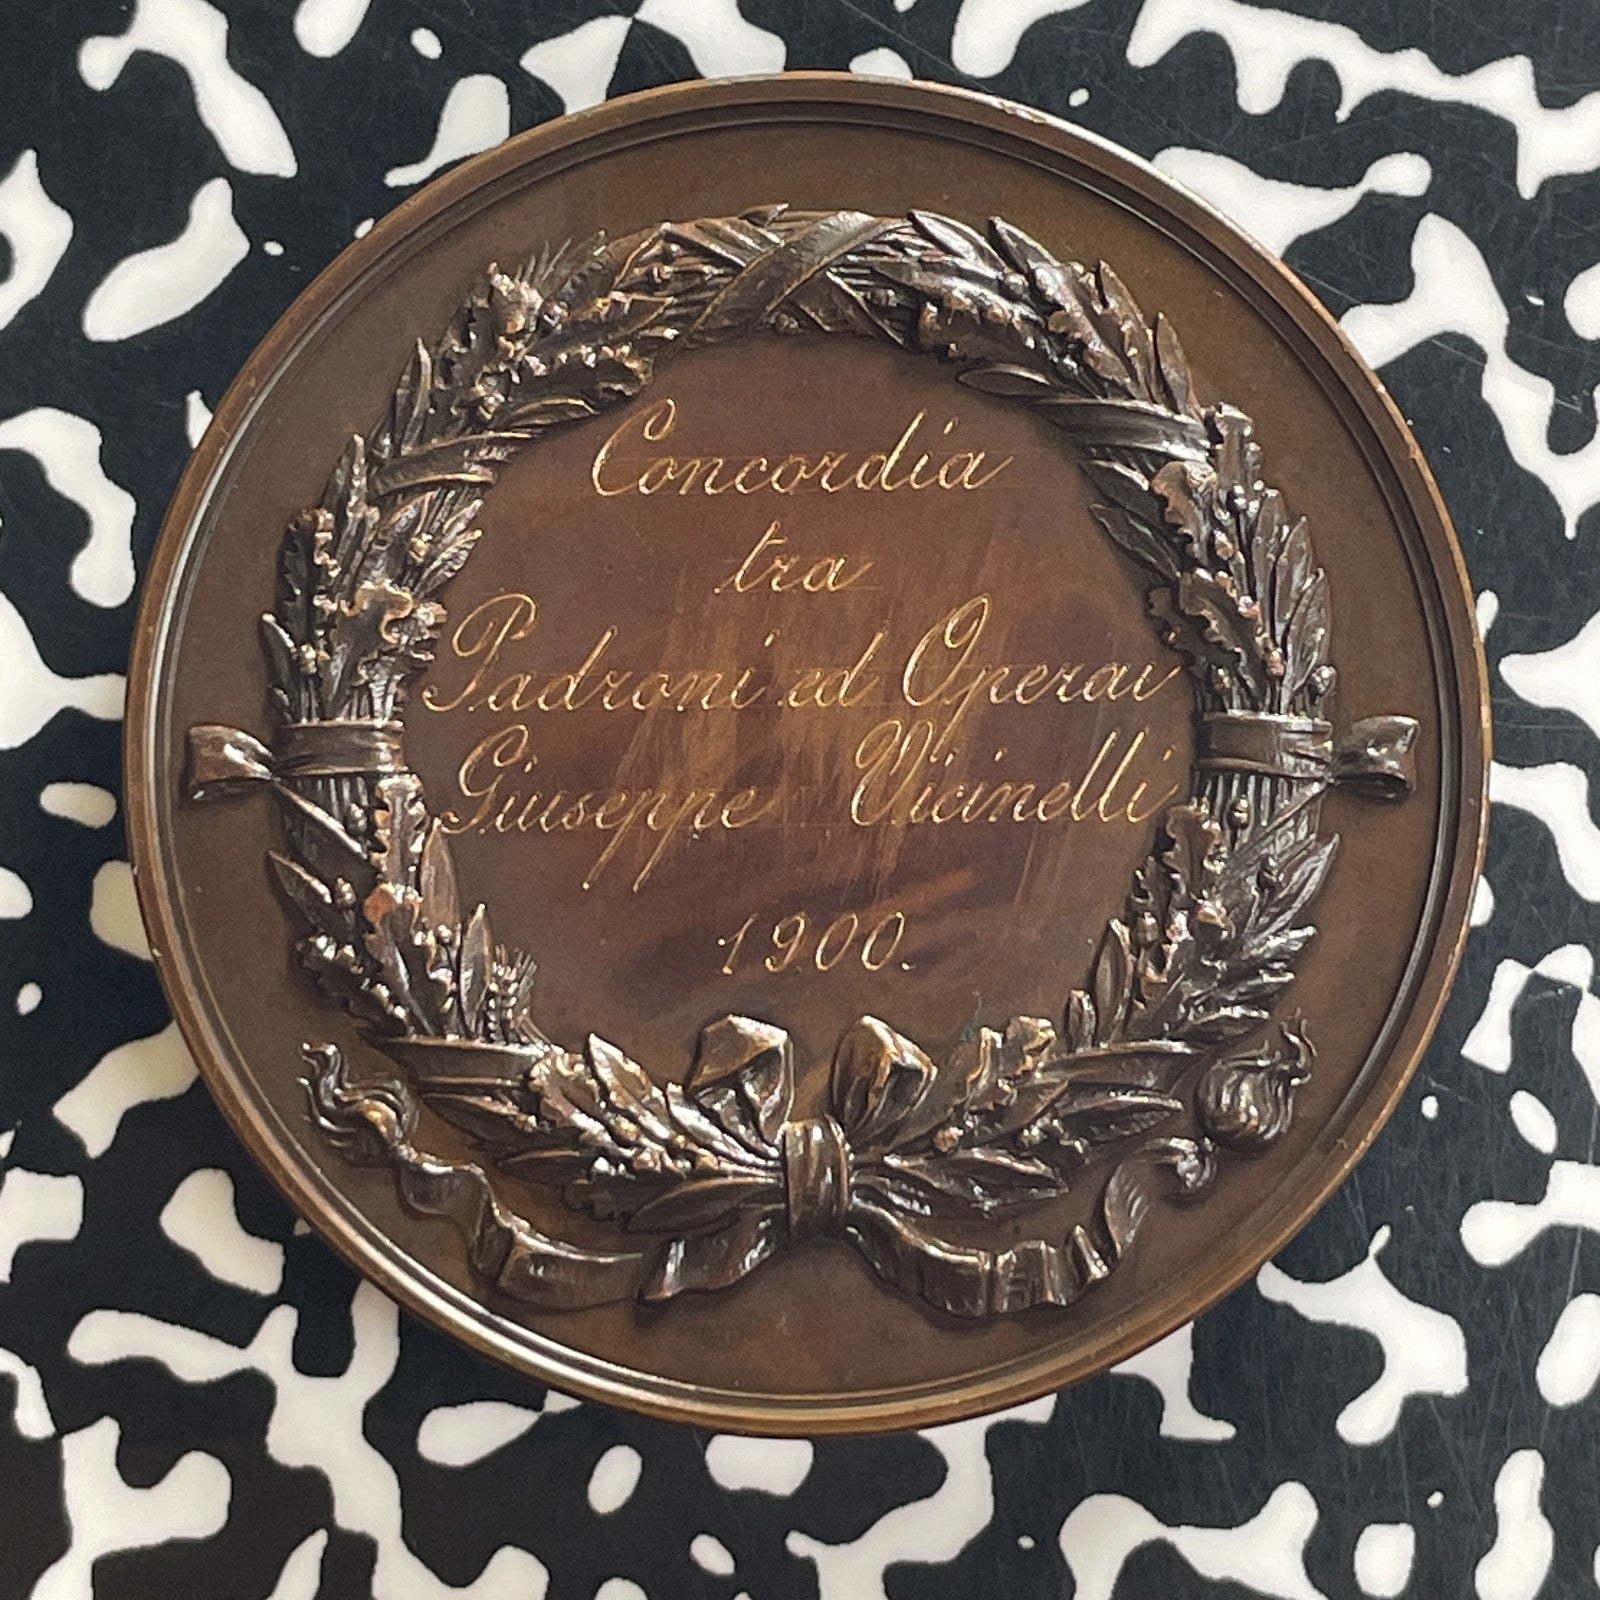 Concordia
tra
Padroni ed Operai
Giuseppe Vicinelli
1900.